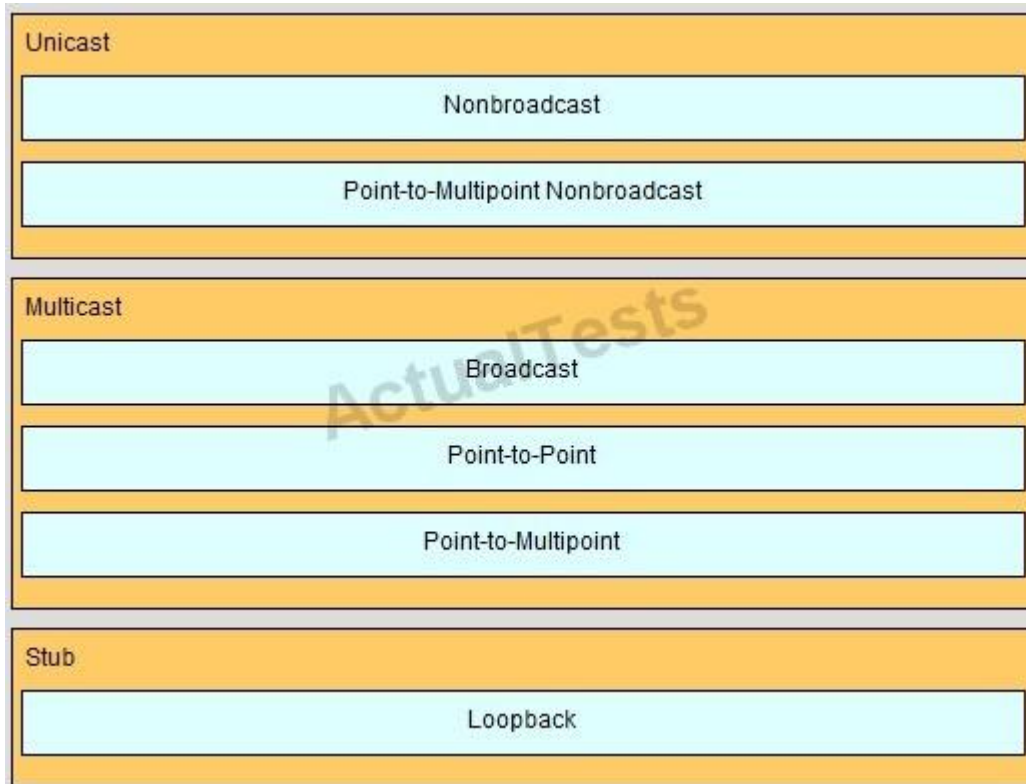 Unicast
Nonbroadcast
Point-to-Multipoint Nonbroadcast
Multicast
ActualTests
Broadcast
Point-to-Point
Point-to-Multipoint
Stub
Loopback